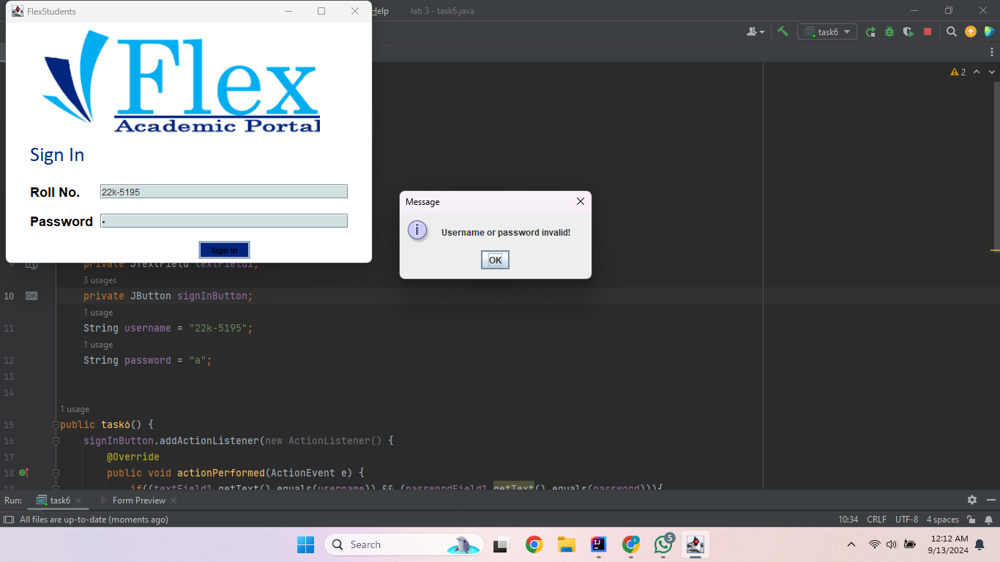 FlexStudents
Help
lab 3 - task6.java
task6
Flex
Academic Portal
Sign In
Roll No.
22k-5195
Password
Sign In
Message
Username or password invalid!
OK
2
private JTextField textField1;
3 usages
10
OK
private JButton signInButton;
1 usage
11
String username = "22k-5195";
1 usage
12
String password = "a";
13
14
1 usage
15
public task6() {
16
signInButton.addActionListener(new ActionListener() {
17
@Override
18
public void actionPerformed(ActionEvent e) {
19
if((textField1.getText().equals(username)) && (passwordField1.getText().equals(password))){
Run:
task6
Form Preview
All files are up-to-date (moments ago)
10:34
CRLF
UTF-8
4 spaces
Search
5
12:12 AM
9/13/2024